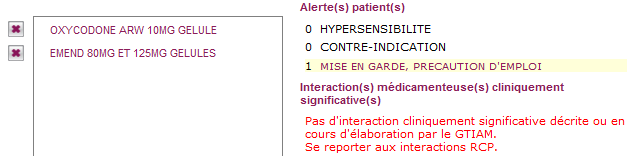 OXYCODONE ARW 10MG GELULE
EMEND 80MG ET 125MG GELULES
Alerte(s) patient(s)
0 HYPERSENSIBILITE
0 CONTRE-INDICATION
1 MISE EN GARDE, PRECAUTION D'EMPLOI
Interaction(s) médicamenteuse(s) cliniquement
significative(s)
Pas d'interaction cliniquement significative décrite ou en
cours d'élaboration par le GTIAM.
Se reporter aux interactions RCP.